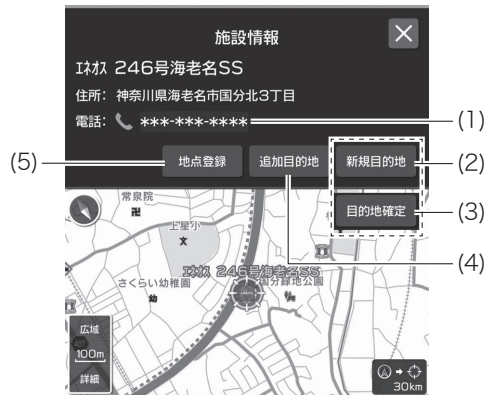 施設情報
エネオス 246号海老名SS
住所: 神奈川県海老名市国分北3丁目
電話: ***-***-****
(1)
(5)
地点登録
追加目的地
新規目的地
(2)
目的地確定
(3)
(4)
常泉院
上星小
文
エネオス 246号海老名SS
さくらい幼稚園
幼
国分緑地公園
広域
100m
詳細
30km